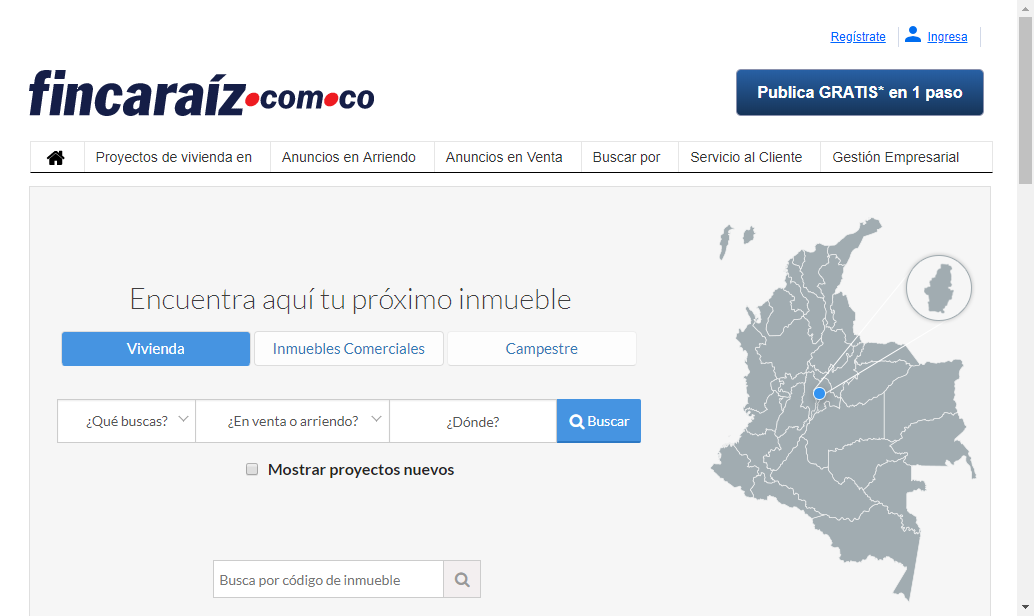 Regístrate
Ingresa
fincaraíz.com.co
Publica GRATIS* en 1 paso
Proyectos de vivienda en
Anuncios en Arriendo
Anuncios en Venta
Buscar por
Servicio al Cliente
Gestión Empresarial
Encuentra aquí tu próximo inmueble
Vivienda
Inmuebles Comerciales
Campestre
¿Qué buscas?
¿En venta o arriendo?
¿Dónde?
Buscar
Mostrar proyectos nuevos
Busca por código de inmueble